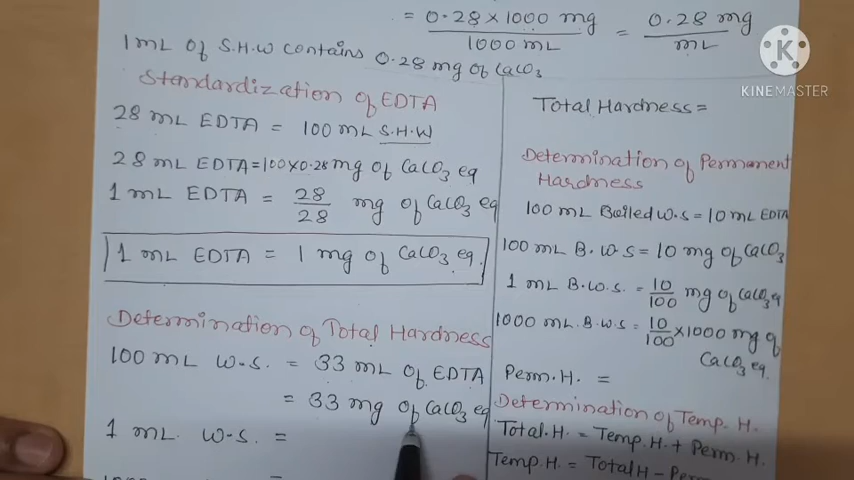 = 0.28 x 1000 mg / 1000 mL = 0.28 mg / mL
1 mL of S.H.W contains 0.28 mg of CaCO3
Standardization of EDTA
28 mL EDTA = 100 mL S.H.W
28 mL EDTA = 100 x 0.28 mg of CaCO3 eq
1 mL EDTA = 28/28 mg of CaCO3 eq
1 mL EDTA = 1 mg of CaCO3 eq.
Determination of Total Hardness
100 mL W.S. = 33 mL of EDTA
= 33 mg of CaCO3 eq
1 mL W.S. =
Total Hardness =
Determination of Permanent
Hardness
100 mL Boiled W.S = 10 mL EDTA
100 mL B.W.S = 10 mg of CaCO3
1 mL B.W.S. = 10/100 mg of CaCO3 eq
1000 mL. B.W.S = 10/100 x 1000 mg of
CaCO3 eq.
Perm.H. =
Determination of Temp. H.
Total.H. = Temp.H. + Perm. H.
Temp.H. = Total H -
KINEMASTER